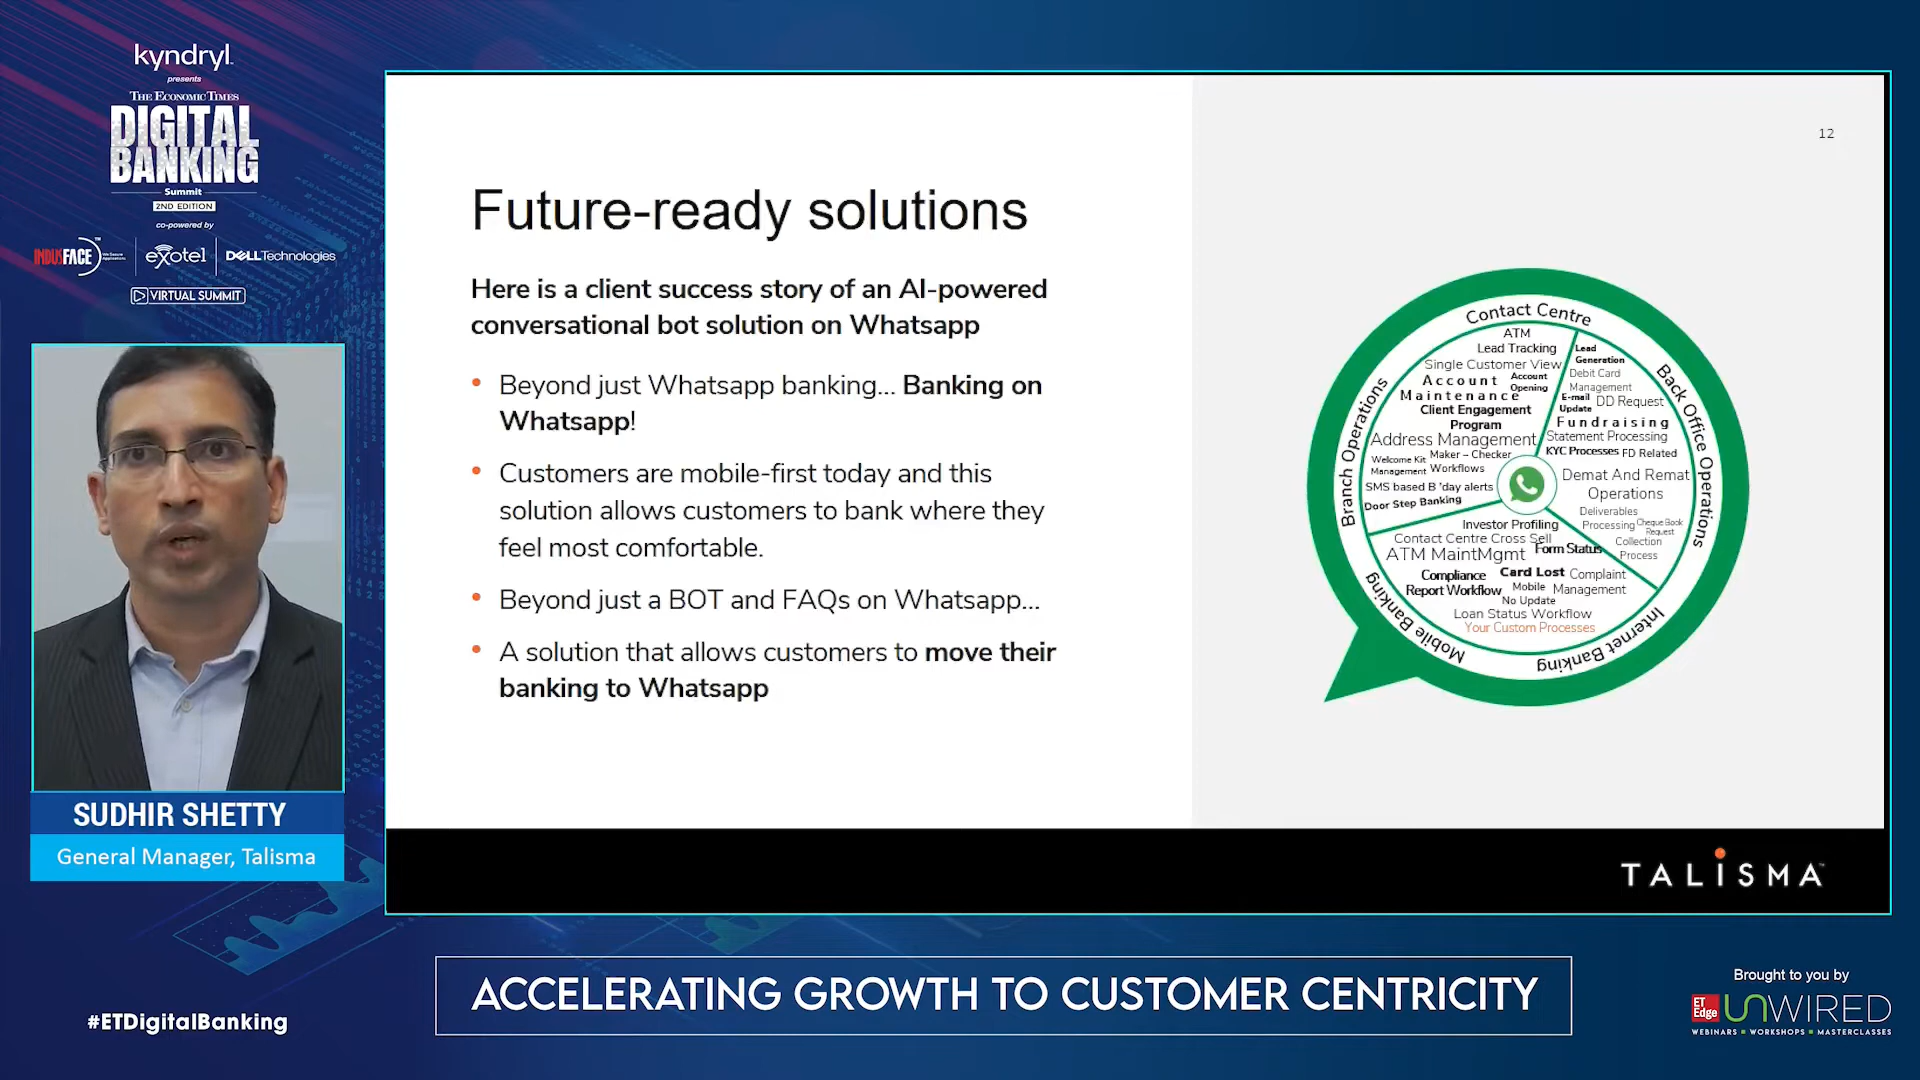 kyndryl
presents
THE ECONOMIC TIMES
DIGITAL
BANKING
Summit
2ND EDITION
co-powered by
INDUSFACE™
exotel
DELLTechnologies
VIRTUAL SUMMIT
SUDHIR SHETTY
General Manager, Talisma
#ETDigitalBanking
12
Future-ready solutions
Here is a client success story of an AI-powered
conversational bot solution on Whatsapp
• Beyond just Whatsapp banking... Banking on
Whatsapp!
• Customers are mobile-first today and this
solution allows customers to bank where they
feel most comfortable.
• Beyond just a BOT and FAQs on Whatsapp...
• A solution that allows customers to move their
banking to Whatsapp
Contact Centre
Branch Operations
ATM
Lead Tracking
Single Customer View
Account
Maintenance
Account
Opening
Client Engagement
Program
Address Management
Welcome Kit
Management
Maker – Checker
Workflows
SMS based B 'day alerts
Door Step Banking
Back Office Operations
Lead
Generation
Debit Card
Management
E-mail
Update
DD Request
Fundraising
Statement Processing
KYC Processes
FD Related
Demat And Remat
Operations
Deliverables
Processing
Cheque Book
Request
Collection
Process
Investor Profiling
Contact Centre Cross Sell
ATM MaintMgmt
Form Status
Compliance
Report Workflow
Card Lost
Complaint
Management
Mobile
No Update
Loan Status Workflow
Your Custom Processes
Mobile Banking
Internet Banking
TALISMA™
ACCELERATING GROWTH TO CUSTOMER CENTRICITY
Brought to you by
ET
Edge
UNWIRED
WEBINARS ▪ WORKSHOPS ▪ MASTERCLASSES